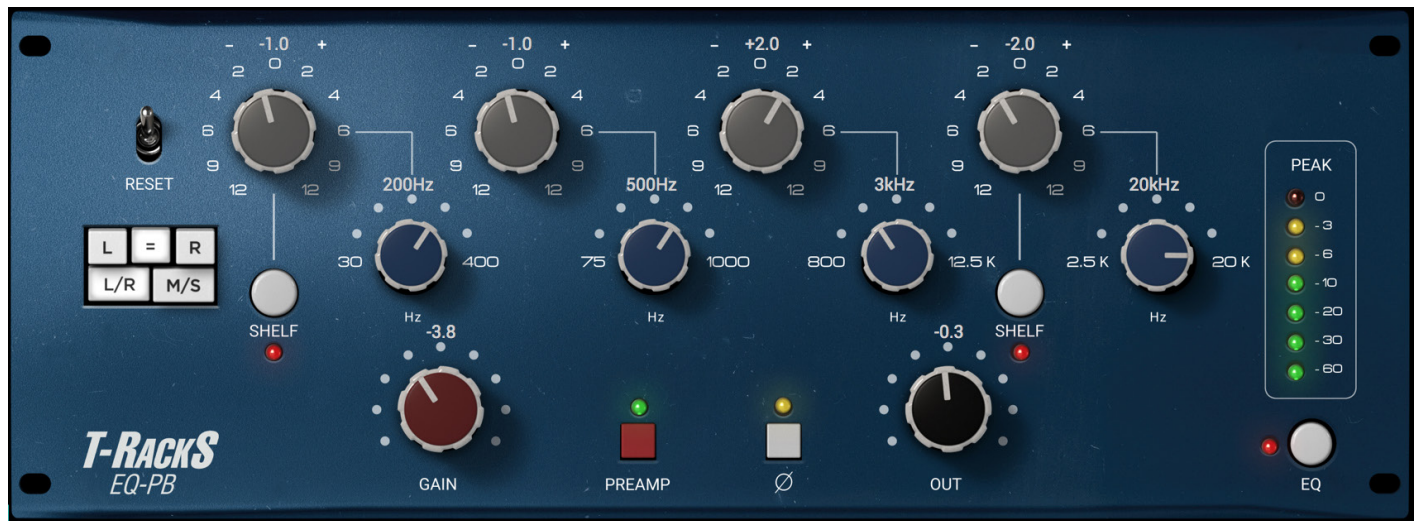 - -1.0 + - -1.0 + - +2.0 + - -2.0 +
2 0 2 2 0 2 2 0 2 2 0 2
4 4 4 4 4 4 4 4
6 6 6 6 6 6 6 6
9 9 9 9 9 9 9 9
12 12 12 12 12 12 12 12
RESET
200Hz 500Hz 3kHz 20kHz
30 400 75 1000 800 12.5 K 2.5 K 20 K
Hz Hz Hz Hz
PEAK
0
- 3
- 6
- 10
- 20
- 30
- 60
L = R
L/R M/S
SHELF SHELF
-3.8 -0.3
T-RackS
EQ-PB
GAIN PREAMP Ø OUT EQ